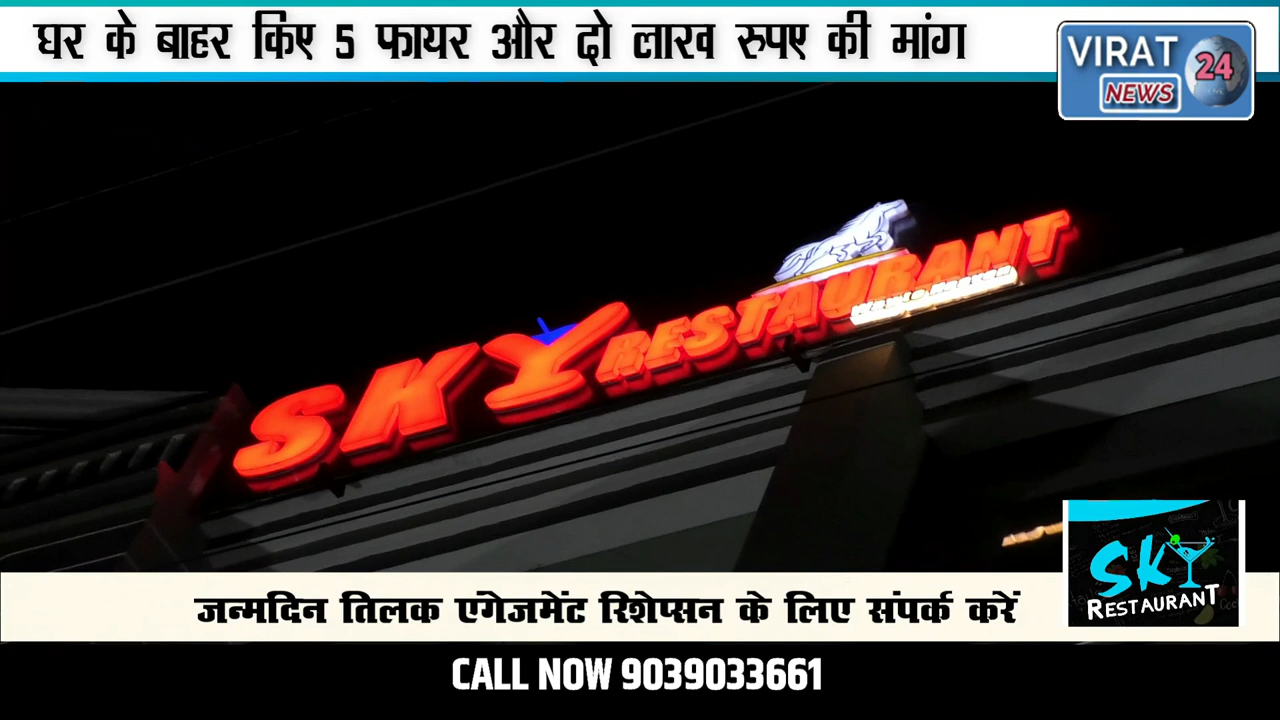 घर के बाहर किए 5 फायर और दो लाख रुपए की मांग
VIRAT 24
NEWS
SKY RESTAURANT
SKY
RESTAURANT
जन्मदिन तिलक एंगेजमेंट रिशेप्सन के लिए संपर्क करें
CALL NOW 9039033661